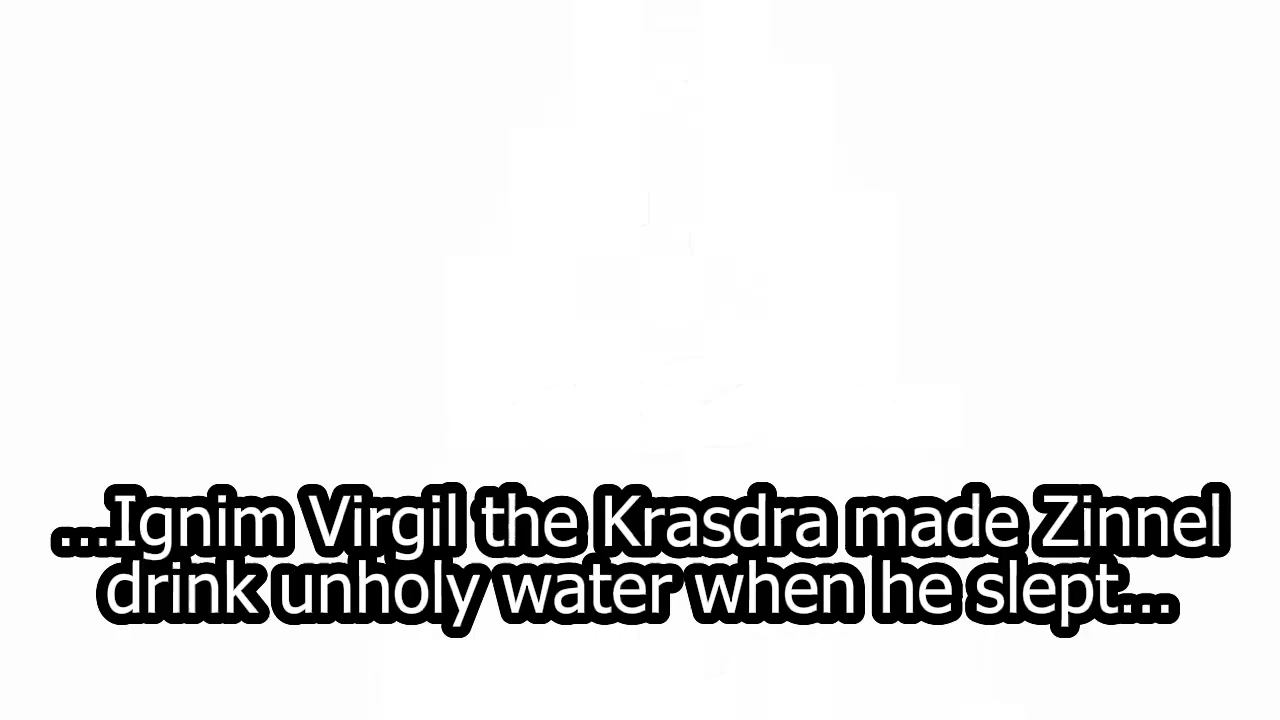 ...Ignim Virgil the Krasdra made Zinnel
drink unholy water when he slept...